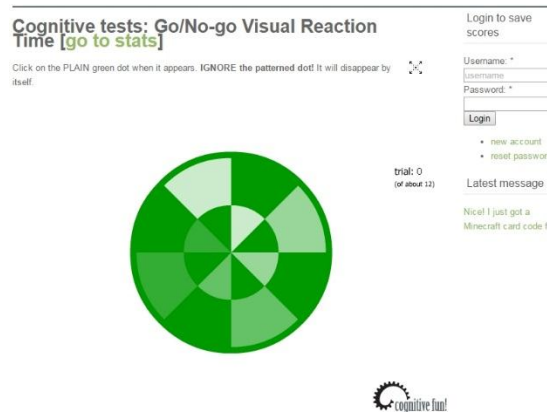 Cognitive tests: Go/No-go Visual Reaction
Time [go to stats]
Click on the PLAIN green dot when it appears. IGNORE the patterned dot! It will disappear by
itself.
trial: 0
(of about 12)
cognitive fun!
Login to save
scores
Username: *
username
Password: *
Login
new account
reset passwor
Latest message
Nice! I just got a
Minecraft card code f